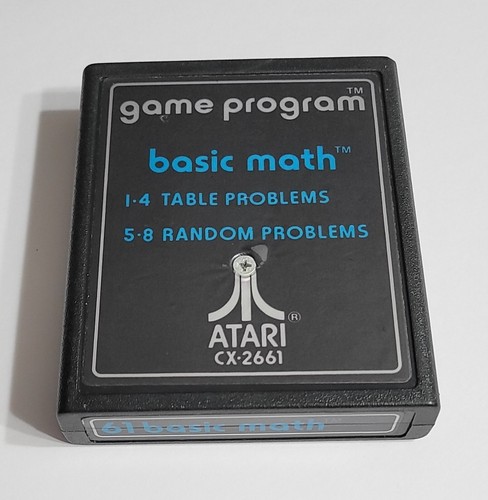 game program™
basic math™
1·4 TABLE PROBLEMS
5·8 RANDOM PROBLEMS
ATARI®
CX·2661
61 basic math